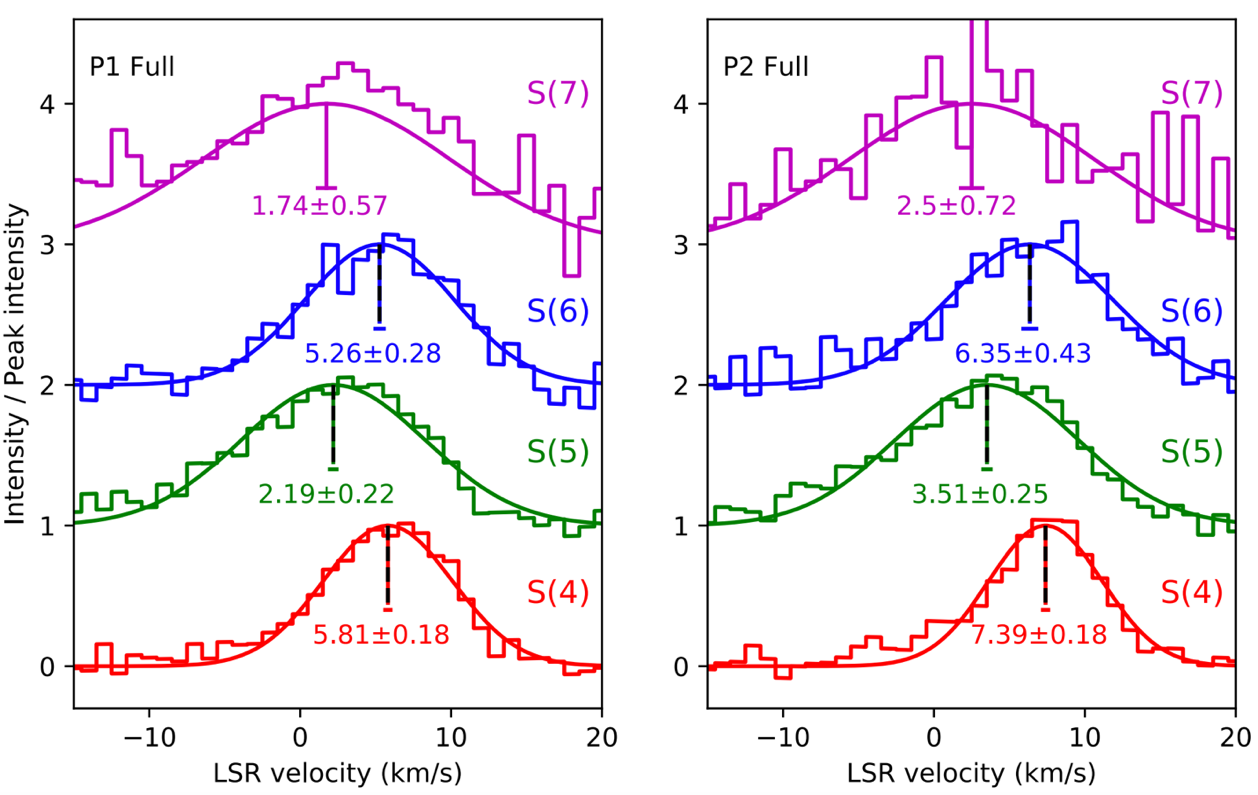 P1 Full
S(7)
1.74±0.57
S(6)
5.26±0.28
S(5)
2.19±0.22
S(4)
5.81±0.18
4
3
2
1
0
−10 0 10 20
LSR velocity (km/s)
Intensity / Peak intensity
P2 Full
S(7)
2.5±0.72
S(6)
6.35±0.43
S(5)
3.51±0.25
S(4)
7.39±0.18
4
3
2
1
0
−10 0 10 20
LSR velocity (km/s)